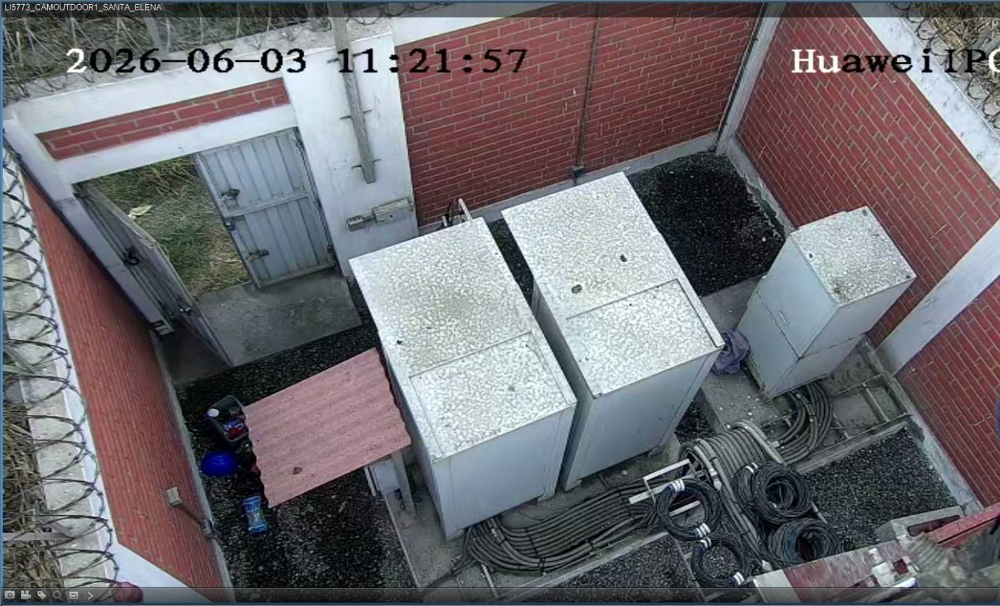 LI5773_CAMOUTDOOR1_SANTA_ELENA
2026-06-03 11:21:57
HuaweiIPC